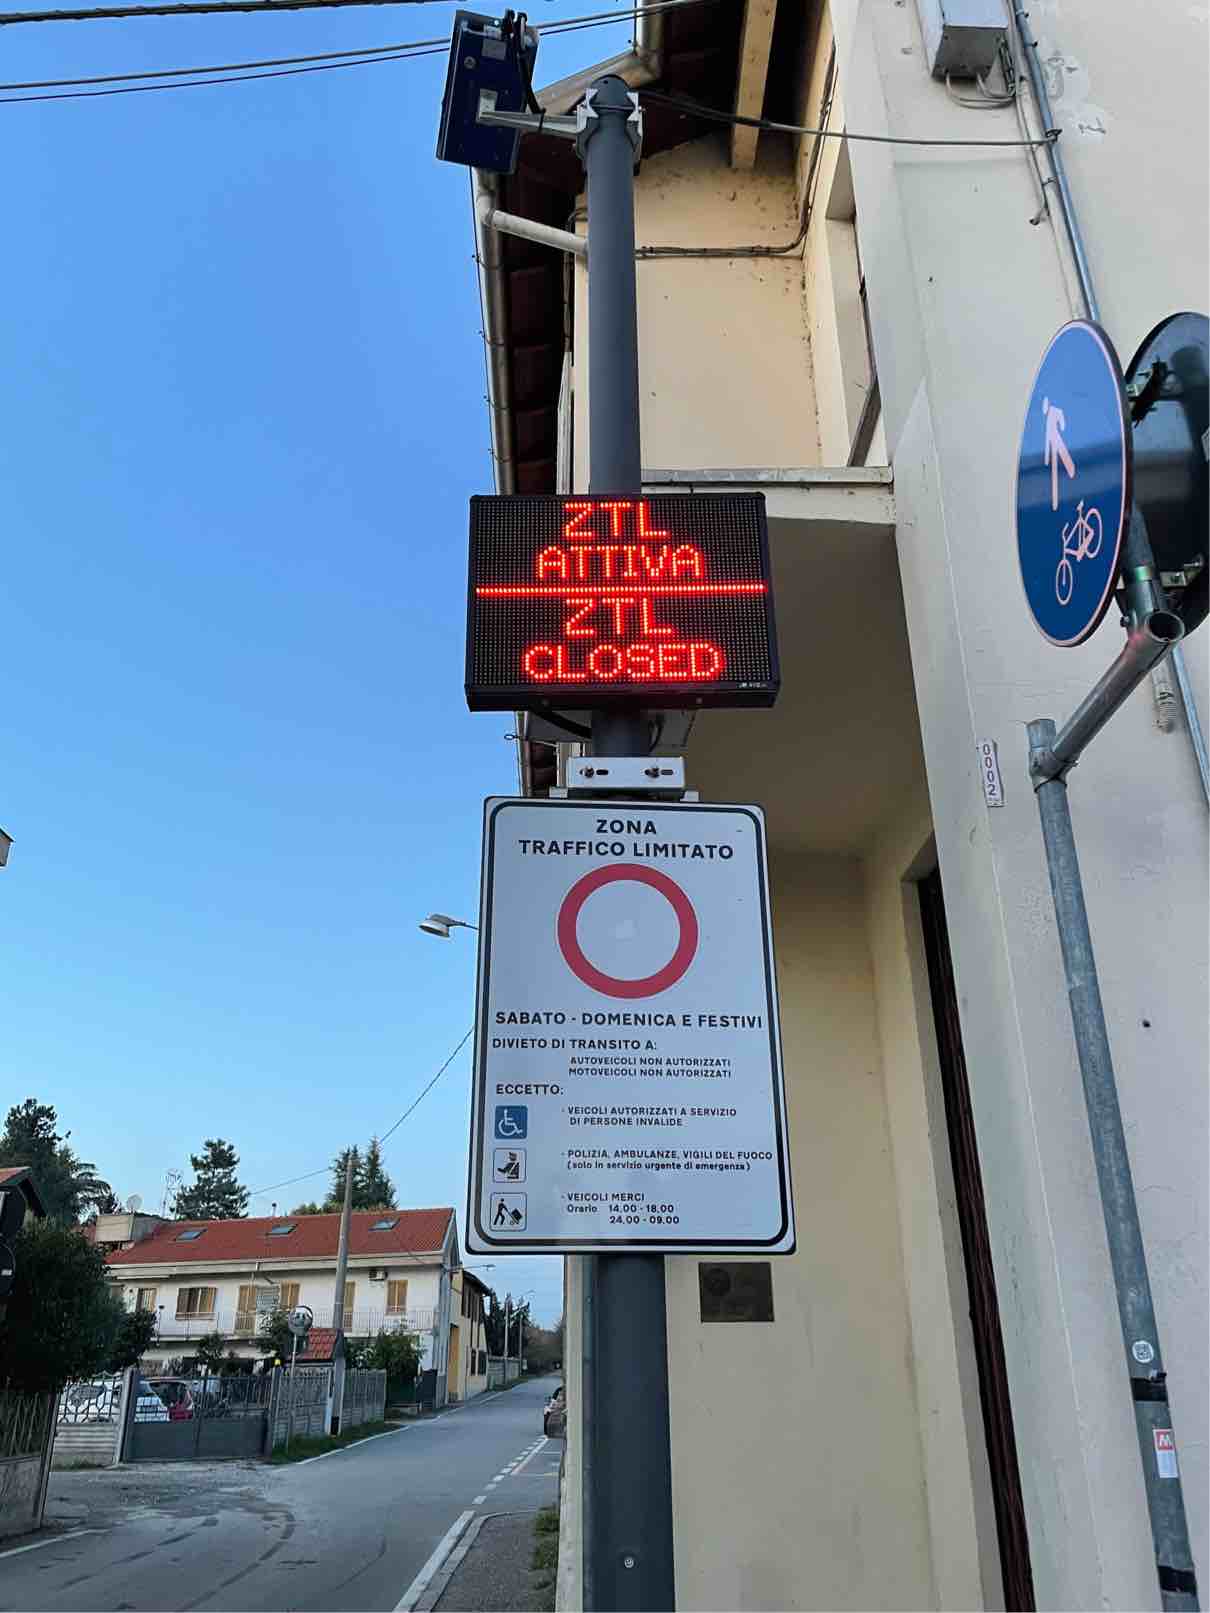 ZTL
ATTIVA
ZTL
CLOSED
ZONA
TRAFFICO LIMITATO
SABATO - DOMENICA E FESTIVI
DIVIETO DI TRANSITO A:
AUTOVEICOLI NON AUTORIZZATI
MOTOVEICOLI NON AUTORIZZATI
ECCETTO:
- VEICOLI AUTORIZZATI A SERVIZIO
DI PERSONE INVALIDE
- POLIZIA, AMBULANZE, VIGILI DEL FUOCO
(solo in servizio urgente di emergenza)
- VEICOLI MERCI
Orario 14.00 - 18.00
24.00 - 09.00
0002